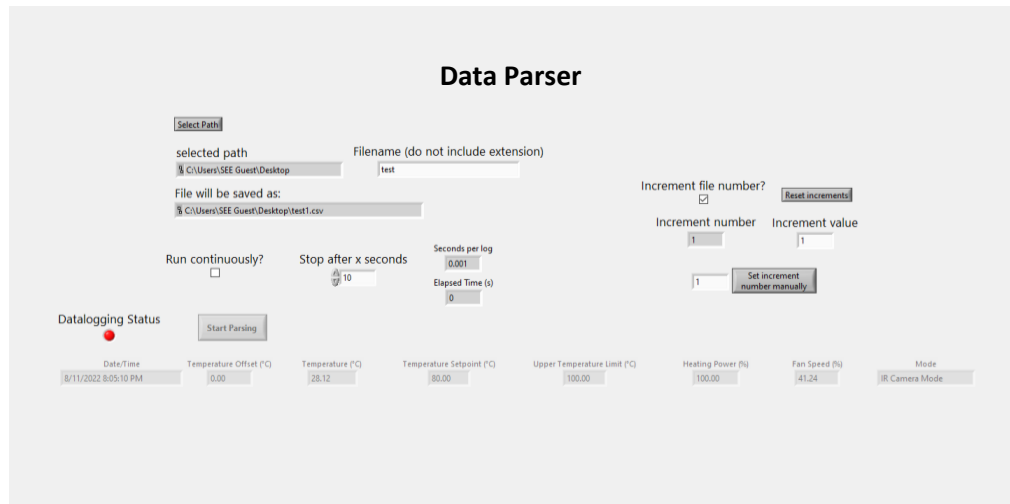 Data Parser
Select Path
selected path
Filename (do not include extension)
C:\Users\SEE Guest\Desktop
test
File will be saved as:
C:\Users\SEE Guest\Desktop\test1.csv
Increment file number?
Reset increments
Increment number
Increment value
1
1
Run continuously?
Stop after x seconds
10
Seconds per log
0.001
Elapsed Time (s)
0
1
Set increment
number manually
Datalogging Status
Start Parsing
Date/Time
Temperature Offset (°C)
Temperature (°C)
Temperature Setpoint (°C)
Upper Temperature Limit (°C)
Heating Power (%)
Fan Speed (%)
Mode
8/11/2022 8:05:10 PM
0.00
28.12
80.00
100.00
100.00
41.24
IR Camera Mode